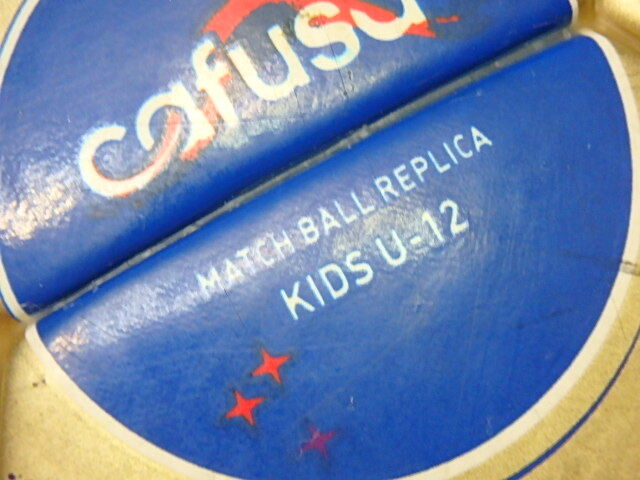 cafusa
MATCH BALL REPLICA
KIDS U-12